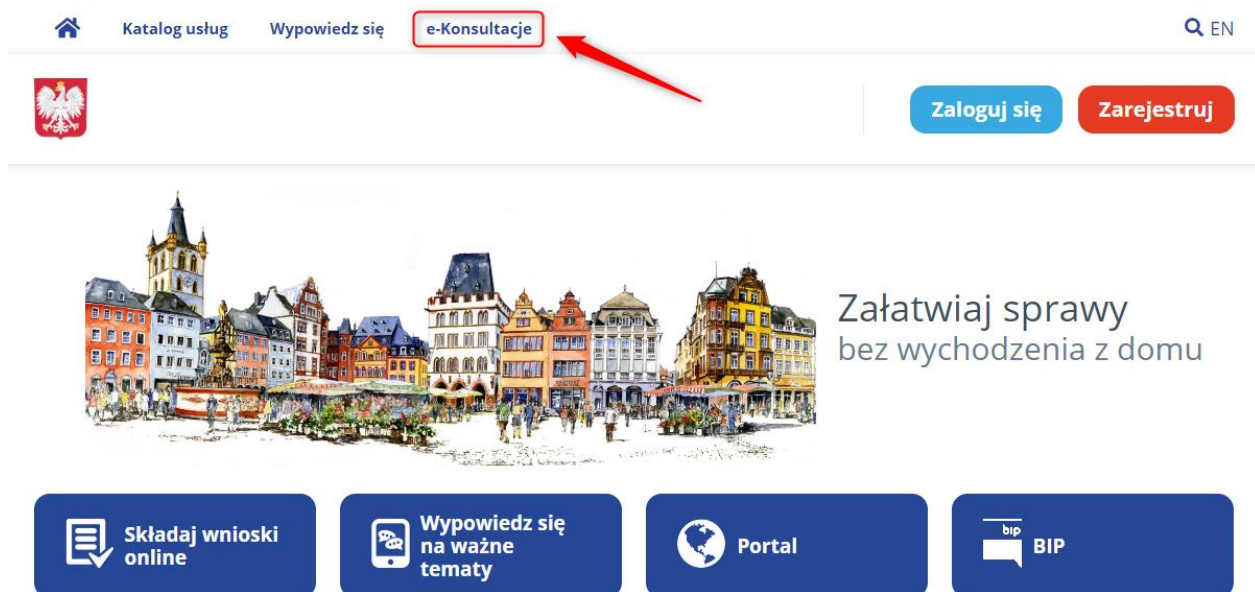 Katalog usług Wypowiedz się e-Konsultacje EN
Zaloguj się Zarejestruj
Załatwiaj sprawy
bez wychodzenia z domu
Składaj wnioski
online
Wypowiedz się
na ważne
tematy
Portal
bip
BIP